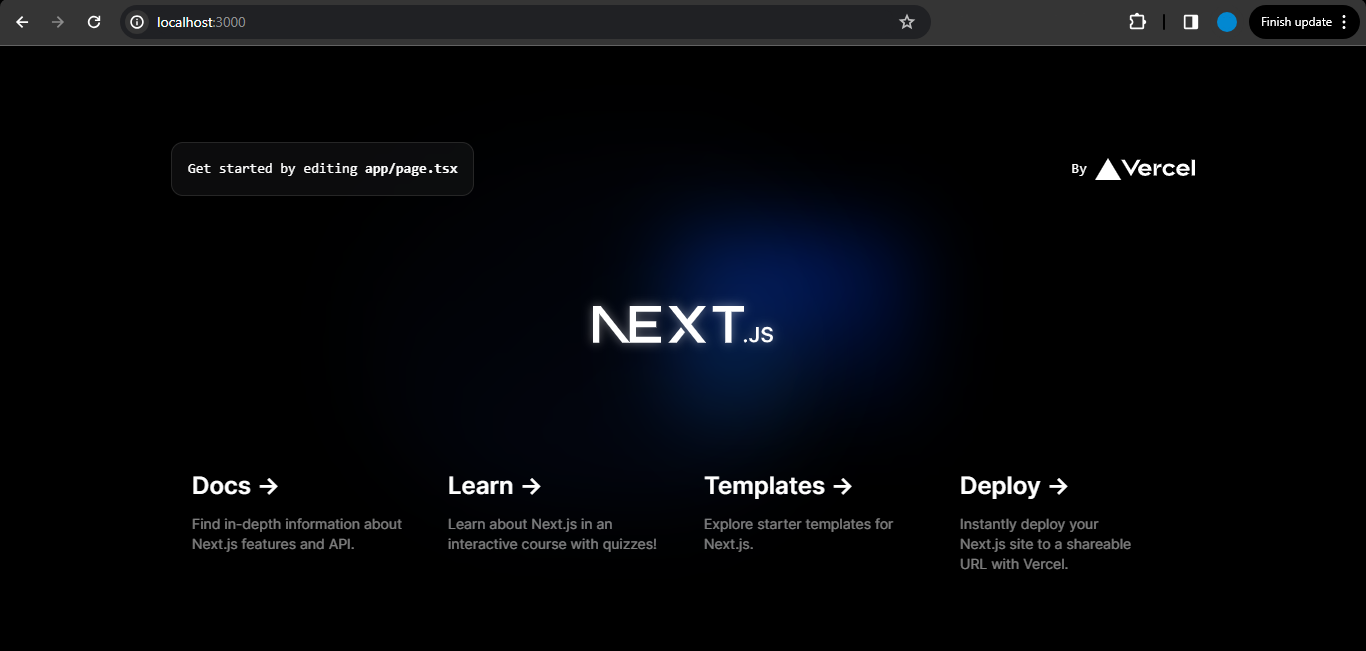 localhost:3000
Finish update
Get started by editing app/page.tsx
By Vercel
NEXT.JS
Docs ->
Learn ->
Templates ->
Deploy ->
Find in-depth information about
Next.js features and API.
Learn about Next.js in an
interactive course with quizzes!
Explore starter templates for
Next.js.
Instantly deploy your
Next.js site to a shareable
URL with Vercel.